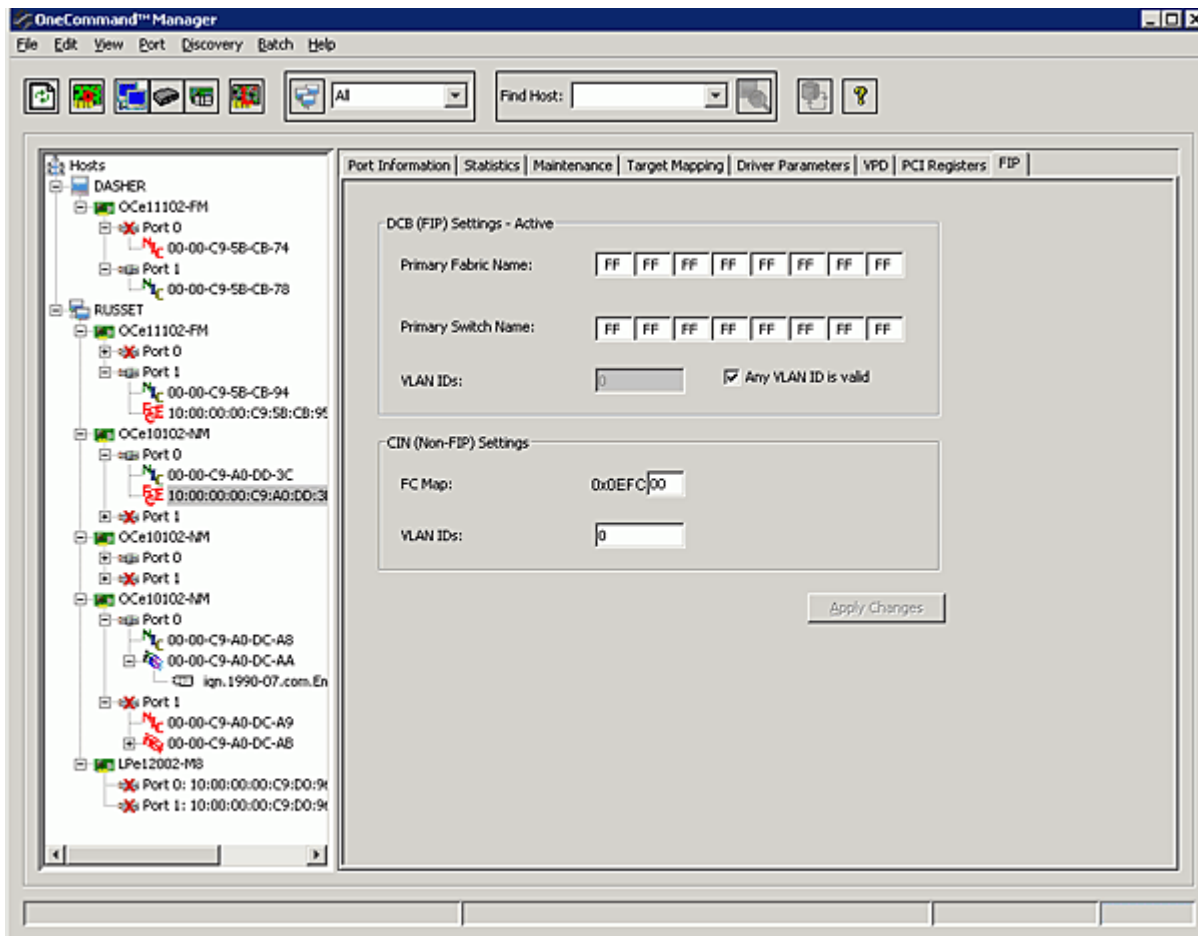 OneCommand™ Manager
File Edit View Port Discovery Batch Help
All
Find Host:
Hosts
DASHER
OCe11102-FM
Port 0
NIC 00-00-C9-5B-CB-74
Port 1
NIC 00-00-C9-5B-CB-78
RUSSET
OCe11102-FM
Port 0
Port 1
NIC 00-00-C9-5B-CB-94
FCoE 10:00:00:00:C9:5B:CB:95
OCe10102-NM
Port 0
NIC 00-00-C9-A0-DD-3C
FCoE 10:00:00:00:C9:A0:DD:3
Port 1
OCe10102-NM
Port 0
Port 1
OCe10102-NM
Port 0
NIC 00-00-C9-A0-DC-A8
00-00-C9-A0-DC-AA
iqn.1990-07.com.Em
Port 1
NIC 00-00-C9-A0-DC-A9
00-00-C9-A0-DC-AB
LPe12002-M8
Port 0: 10:00:00:00:C9:D0:9
Port 1: 10:00:00:00:C9:D0:9
Port Information Statistics Maintenance Target Mapping Driver Parameters VPD PCI Registers FIP
DCB (FIP) Settings - Active
Primary Fabric Name: FF FF FF FF FF FF FF FF
Primary Switch Name: FF FF FF FF FF FF FF FF
VLAN IDs: 0 Any VLAN ID is valid
CIN (Non-FIP) Settings
FC Map: 0x0EFC 00
VLAN IDs: 0
Apply Changes